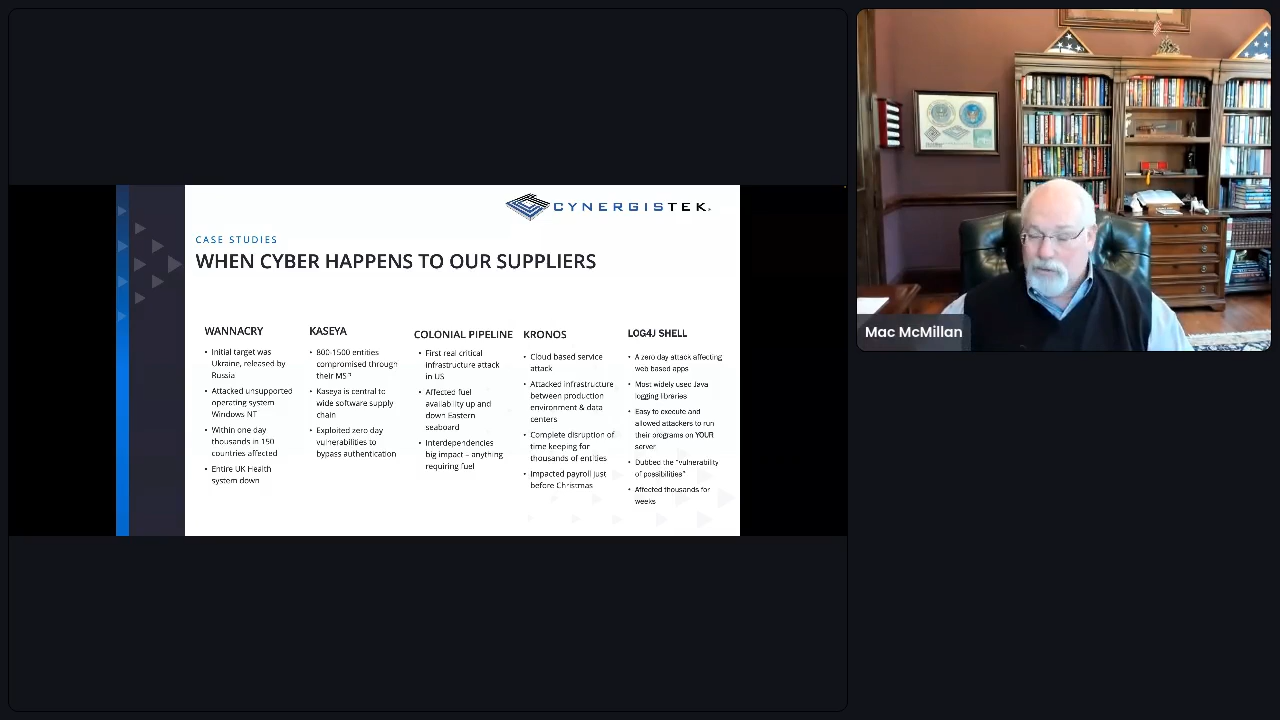 CYNERGISTEK
CASE STUDIES
WHEN CYBER HAPPENS TO OUR SUPPLIERS
WANNACRY
• Initial target was
Ukraine, released by
Russia
• Attacked unsupported
operating system
Windows NT
• Within one day
thousands in 150
countries affected
• Entire UK Health
system down
KASEYA
• 800-1500 entities
compromised through
their MSP
• Kaseya is central to
wide software supply
chain
• Exploited zero day
vulnerabilities to
bypass authentication
COLONIAL PIPELINE
• First real critical
infrastructure attack
in US
• Affected fuel
availability up and
down Eastern
seaboard
• Interdependencies
big impact – anything
requiring fuel
KRONOS
• Cloud based service
attack
• Attacked infrastructure
between production
environment & data
centers
• Complete disruption of
time keeping for
thousands of entities
• Impacted payroll just
before Christmas
LOG4J SHELL
• A zero day attack affecting
web based apps
• Most widely used Java
logging libraries
• Easy to execute and
allowed attackers to run
their programs on YOUR
server
• Dubbed the "vulnerability
of possibilities"
• Affected thousands for
weeks
Mac McMillan